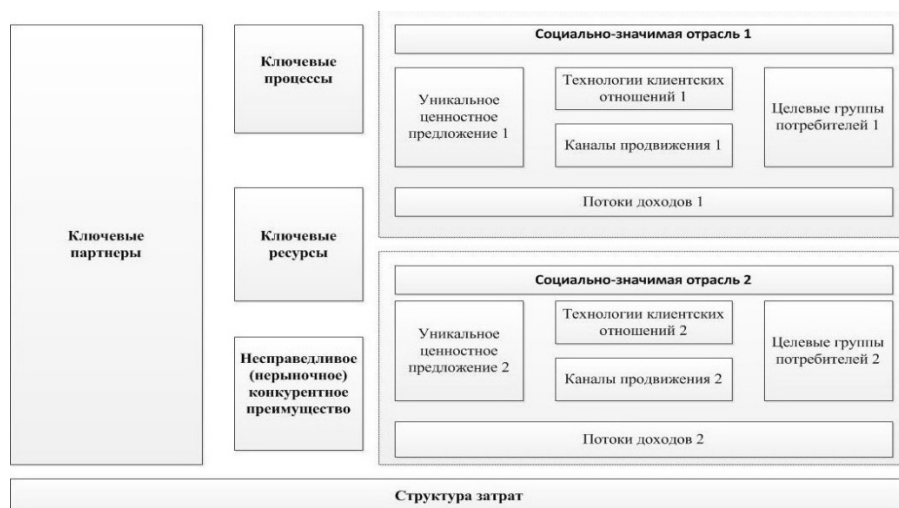 Ключевые
партнеры
Ключевые
процессы
Ключевые
ресурсы
Несправедливое
(нерыночное)
конкурентное
преимущество
Социально-значимая отрасль 1
Уникальное
ценностное
предложение 1
Технологии клиентских
отношений 1
Каналы продвижения 1
Целевые группы
потребителей 1
Потоки доходов 1
Социально-значимая отрасль 2
Уникальное
ценностное
предложение 2
Технологии клиентских
отношений 2
Каналы продвижения 2
Целевые группы
потребителей 2
Потоки доходов 2
Структура затрат